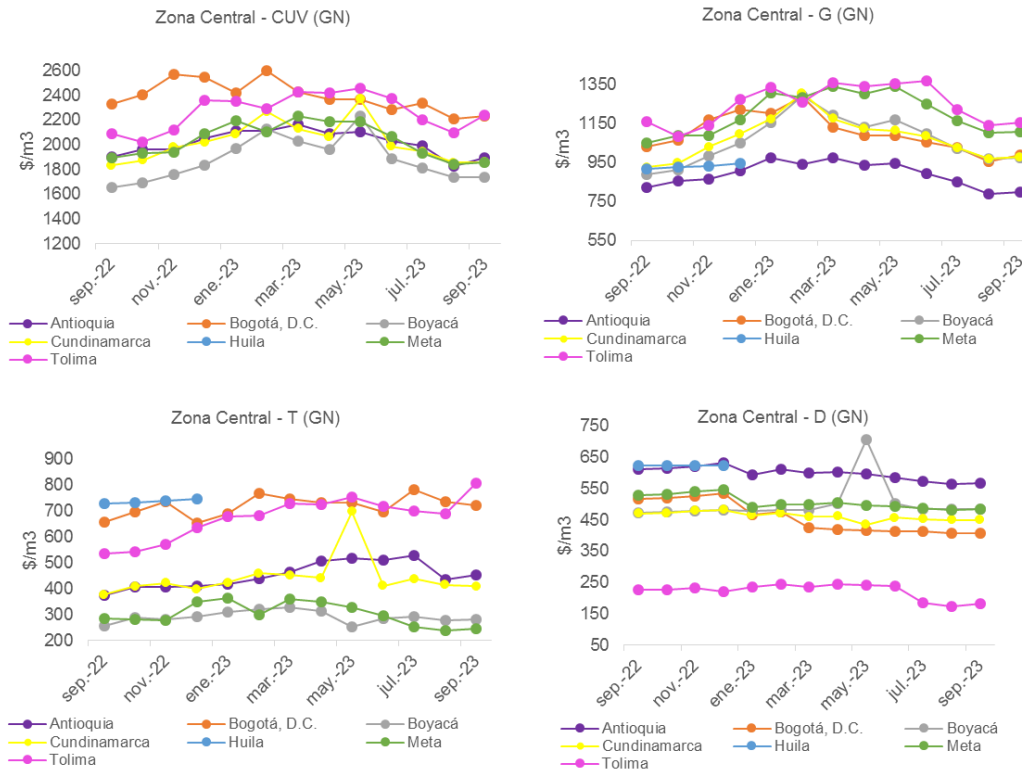 Zona Central - CUV (GN)
2600
2400
2200
2000
1800
1600
1400
1200
$/m3
sep.-22
nov.-22
ene.-23
mar.-23
may.-23
jul.-23
sep.-23
Antioquia
Bogotá, D.C.
Boyacá
Cundinamarca
Huila
Meta
Tolima
Zona Central - G (GN)
1350
1150
950
750
550
$/m3
sep.-22
nov.-22
ene.-23
mar.-23
may.-23
jul.-23
sep.-23
Antioquia
Bogotá, D.C.
Boyacá
Cundinamarca
Huila
Meta
Tolima
Zona Central - T (GN)
900
800
700
600
500
400
300
200
$/m3
sep.-22
nov.-22
ene.-23
mar.-23
may.-23
jul.-23
sep.-23
Antioquia
Bogotá, D.C.
Boyacá
Cundinamarca
Huila
Meta
Tolima
Zona Central - D (GN)
750
650
550
450
350
250
150
50
$/m3
sep.-22
nov.-22
ene.-23
mar.-23
may.-23
jul.-23
sep.-23
Antioquia
Bogotá, D.C.
Boyacá
Cundinamarca
Huila
Meta
Tolima